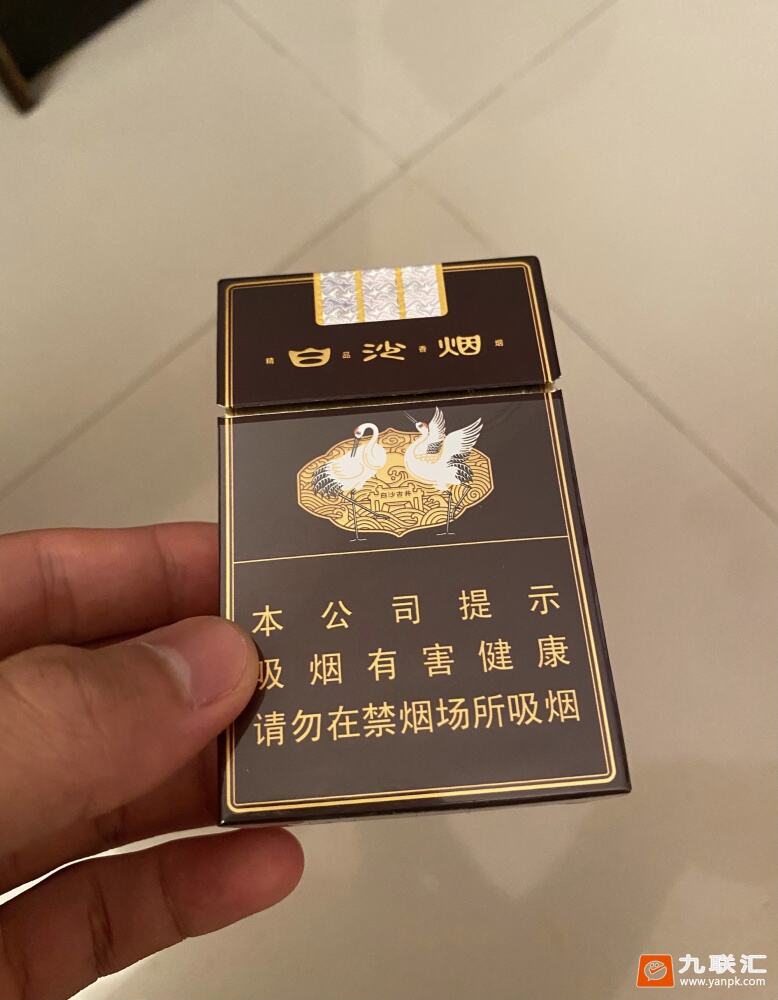 精白品沙香烟烟
白沙古井
本公司提示
吸烟有害健康
请勿在禁烟场所吸烟
九联汇
www.yanpk.com